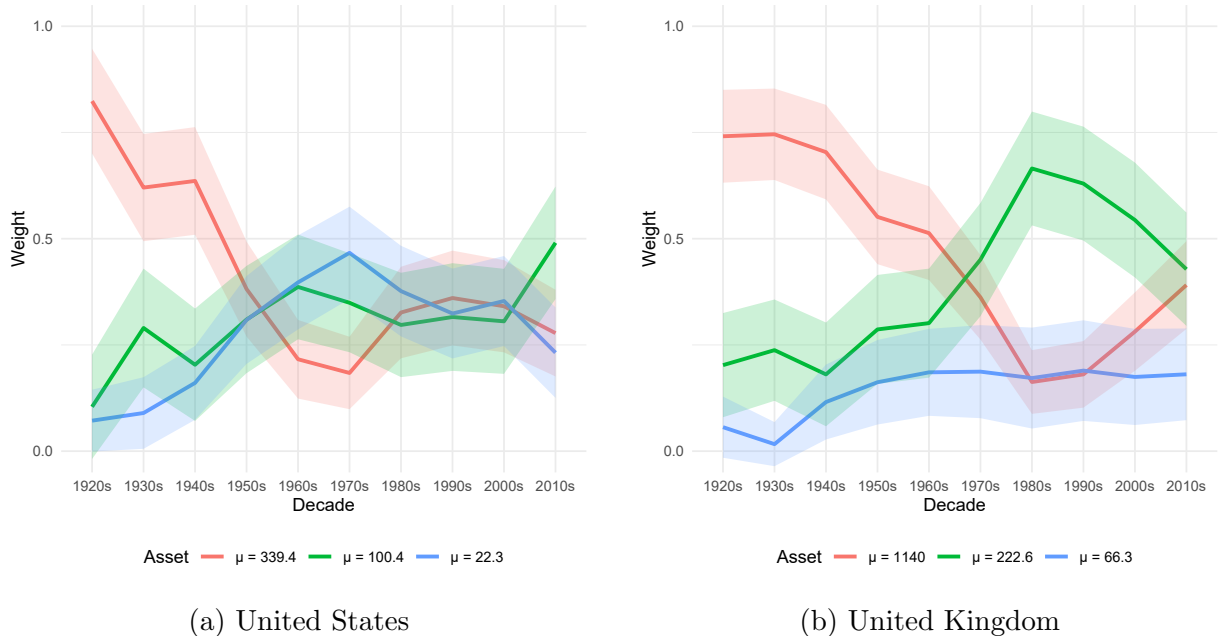 1.0
0.5
0.0
Weight
1920s 1930s 1940s 1950s 1960s 1970s 1980s 1990s 2000s 2010s
Decade
Asset μ = 339.4 μ = 100.4 μ = 22.3
(a) United States
1.0
0.5
0.0
Weight
1920s 1930s 1940s 1950s 1960s 1970s 1980s 1990s 2000s 2010s
Decade
Asset μ = 1140 μ = 222.6 μ = 66.3
(b) United Kingdom